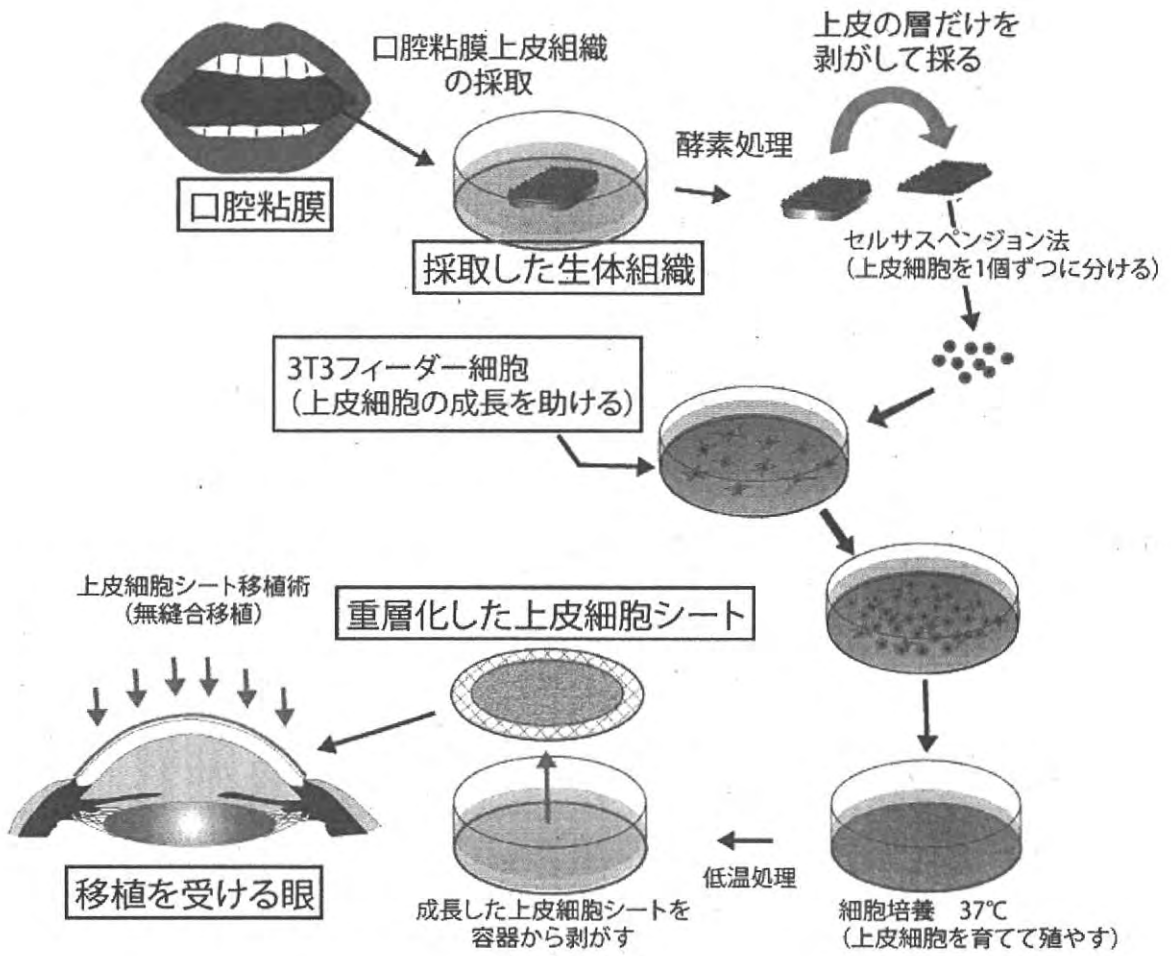 口腔粘膜上皮組織
の採取
上皮の層だけを
剥がして採る
酵素処理
口腔粘膜
採取した生体組織
セルサスペンジョン法
（上皮細胞を1個ずつに分ける）
3T3フィーダー細胞
（上皮細胞の成長を助ける）
上皮細胞シート移植術
（無縫合移植）
重層化した上皮細胞シート
移植を受ける眼
成長した上皮細胞シートを
容器から剥がす
低温処理
細胞培養　37℃
（上皮細胞を育てて殖やす）